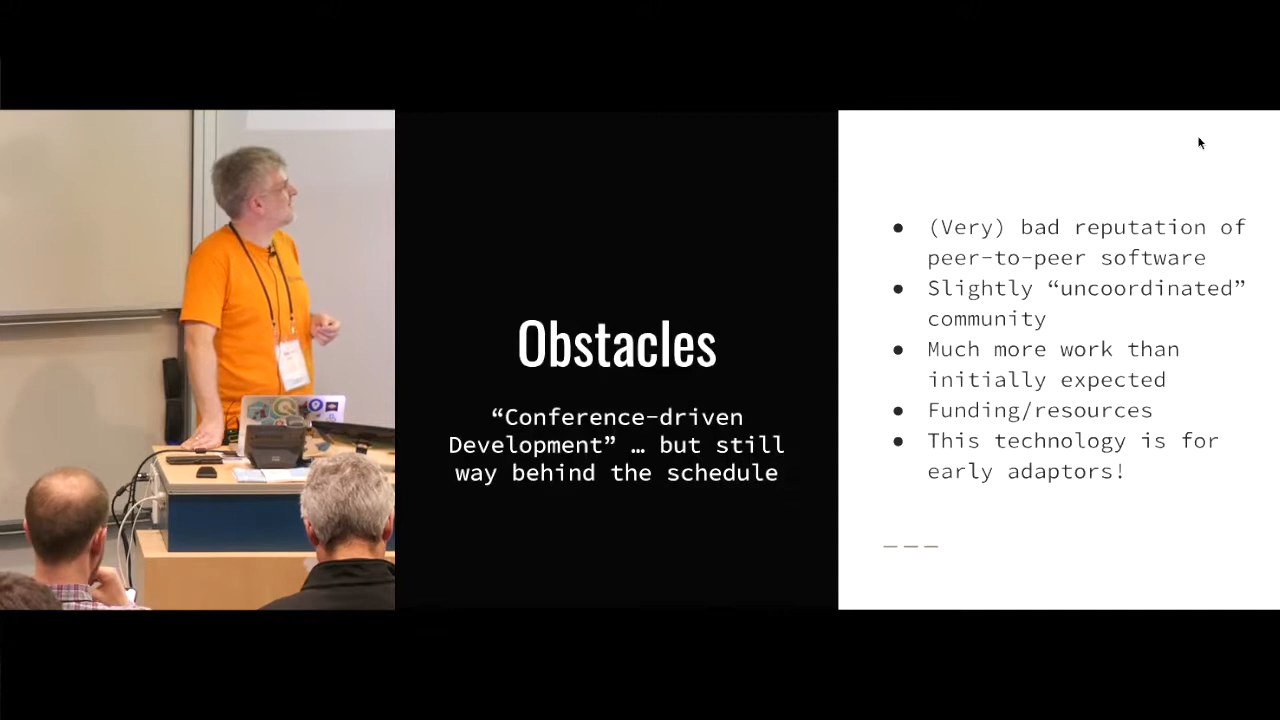 Obstacles
“Conference-driven
Development” … but still
way behind the schedule
● (Very) bad reputation of
peer-to-peer software
● Slightly “uncoordinated”
community
● Much more work than
initially expected
● Funding/resources
● This technology is for
early adaptors!